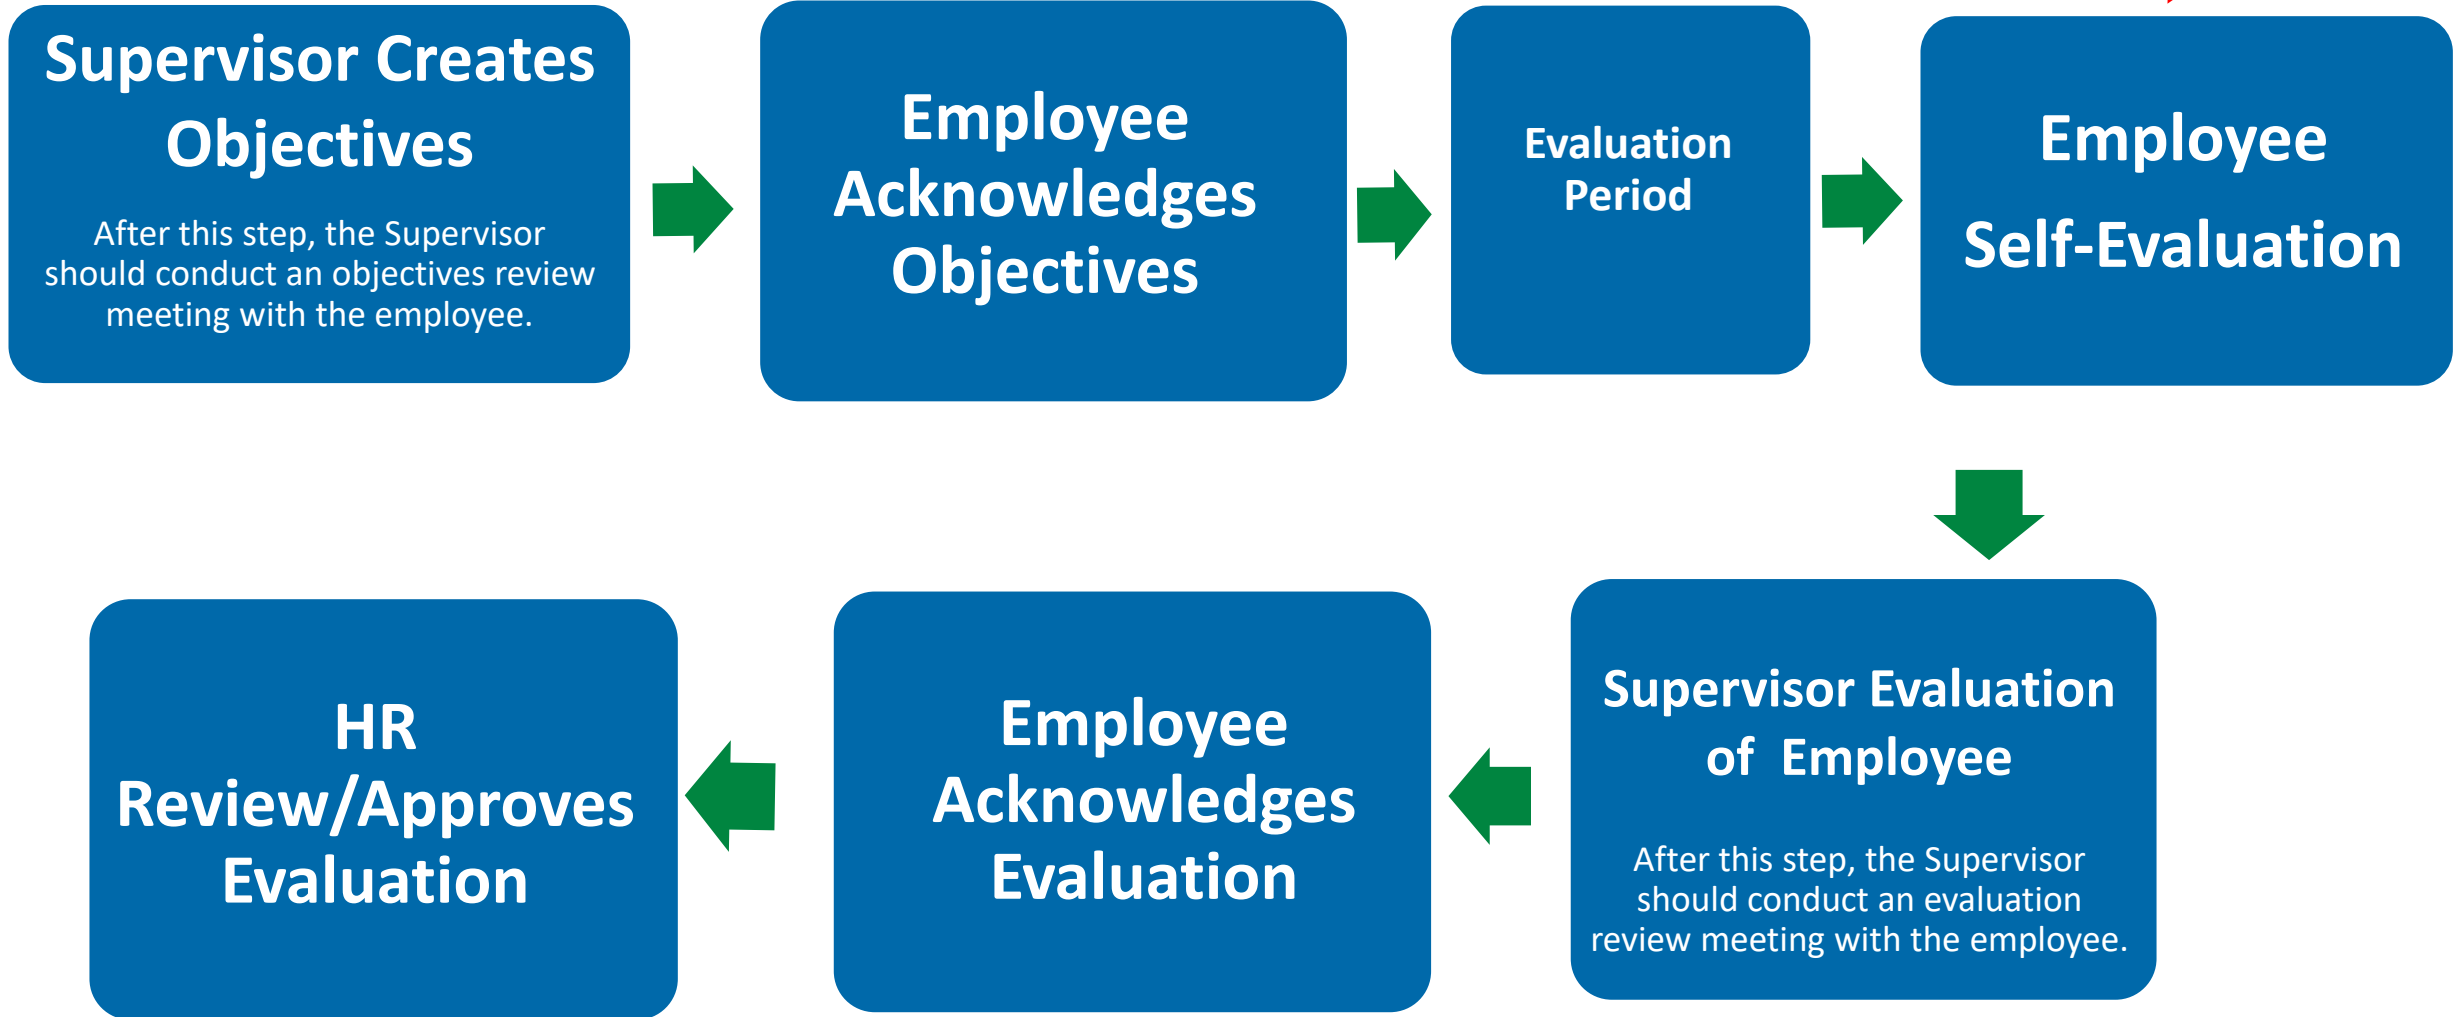 Supervisor Creates
Objectives
After this step, the Supervisor
should conduct an objectives review
meeting with the employee.
Employee
Acknowledges
Objectives
Evaluation
Period
Employee
Self-Evaluation
Supervisor Evaluation
of Employee
After this step, the Supervisor
should conduct an evaluation
review meeting with the employee.
Employee
Acknowledges
Evaluation
HR
Review/Approves
Evaluation